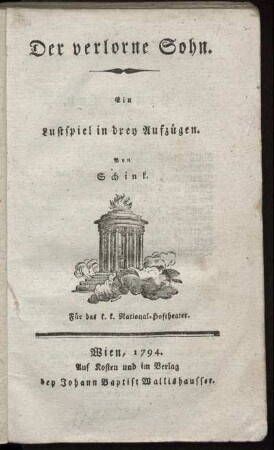 Der verlorne Sohn.
Ein
Lustspiel in drey Aufzügen.
Von
Schink.
Für das k. k. National-Hoftheater.
Wien, 1794.
Auf Kosten und im Verlag
bey Johann Baptist Wallishausser.